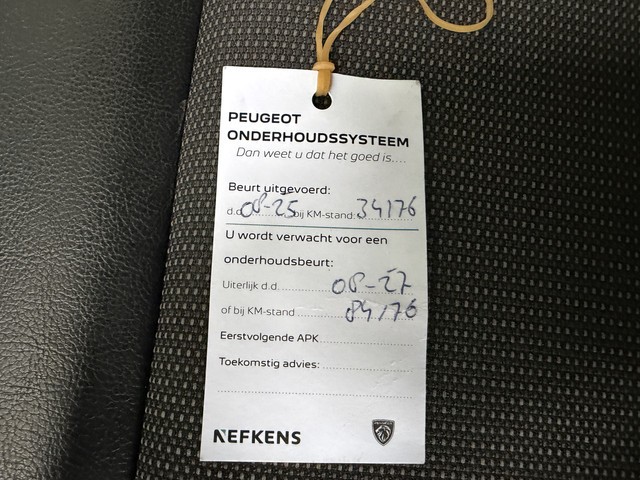 PEUGEOT
ONDERHOUDSSYSTEEM
Dan weet u dat het goed is....
Beurt uitgevoerd:
d.d. 08-25 bij KM-stand: 34176
U wordt verwacht voor een
onderhoudsbeurt:
Uiterlijk d.d. 08-27
of bij KM-stand 84176
Eerstvolgende APK
Toekomstig advies:
NEFKENS